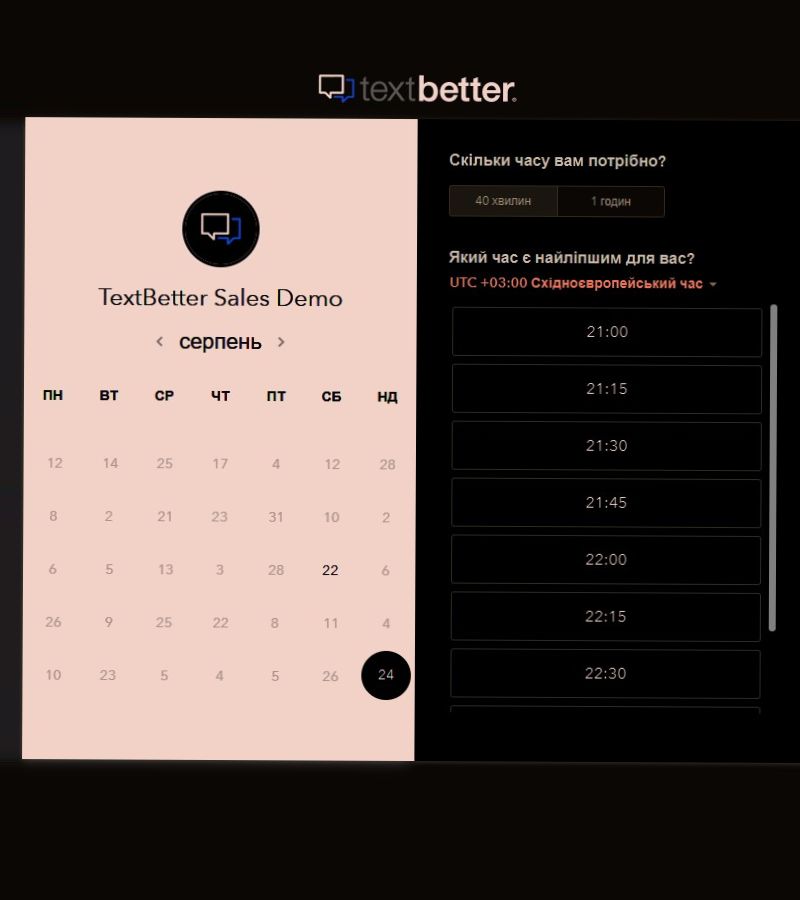 textbetter.
TextBetter Sales Demo
серпень
ПН ВТ СР ЧТ ПТ СБ НД
12 14 25 17 4 12 28
8 2 21 23 31 10 2
6 5 13 3 28 22 6
26 9 25 22 8 11 4
10 23 5 4 5 26 24
Скільки часу вам потрібно?
40 хвилин 1 годин
Який час є найліпшим для вас?
UTC +03:00 Східноєвропейський час
21:00
21:15
21:30
21:45
22:00
22:15
22:30